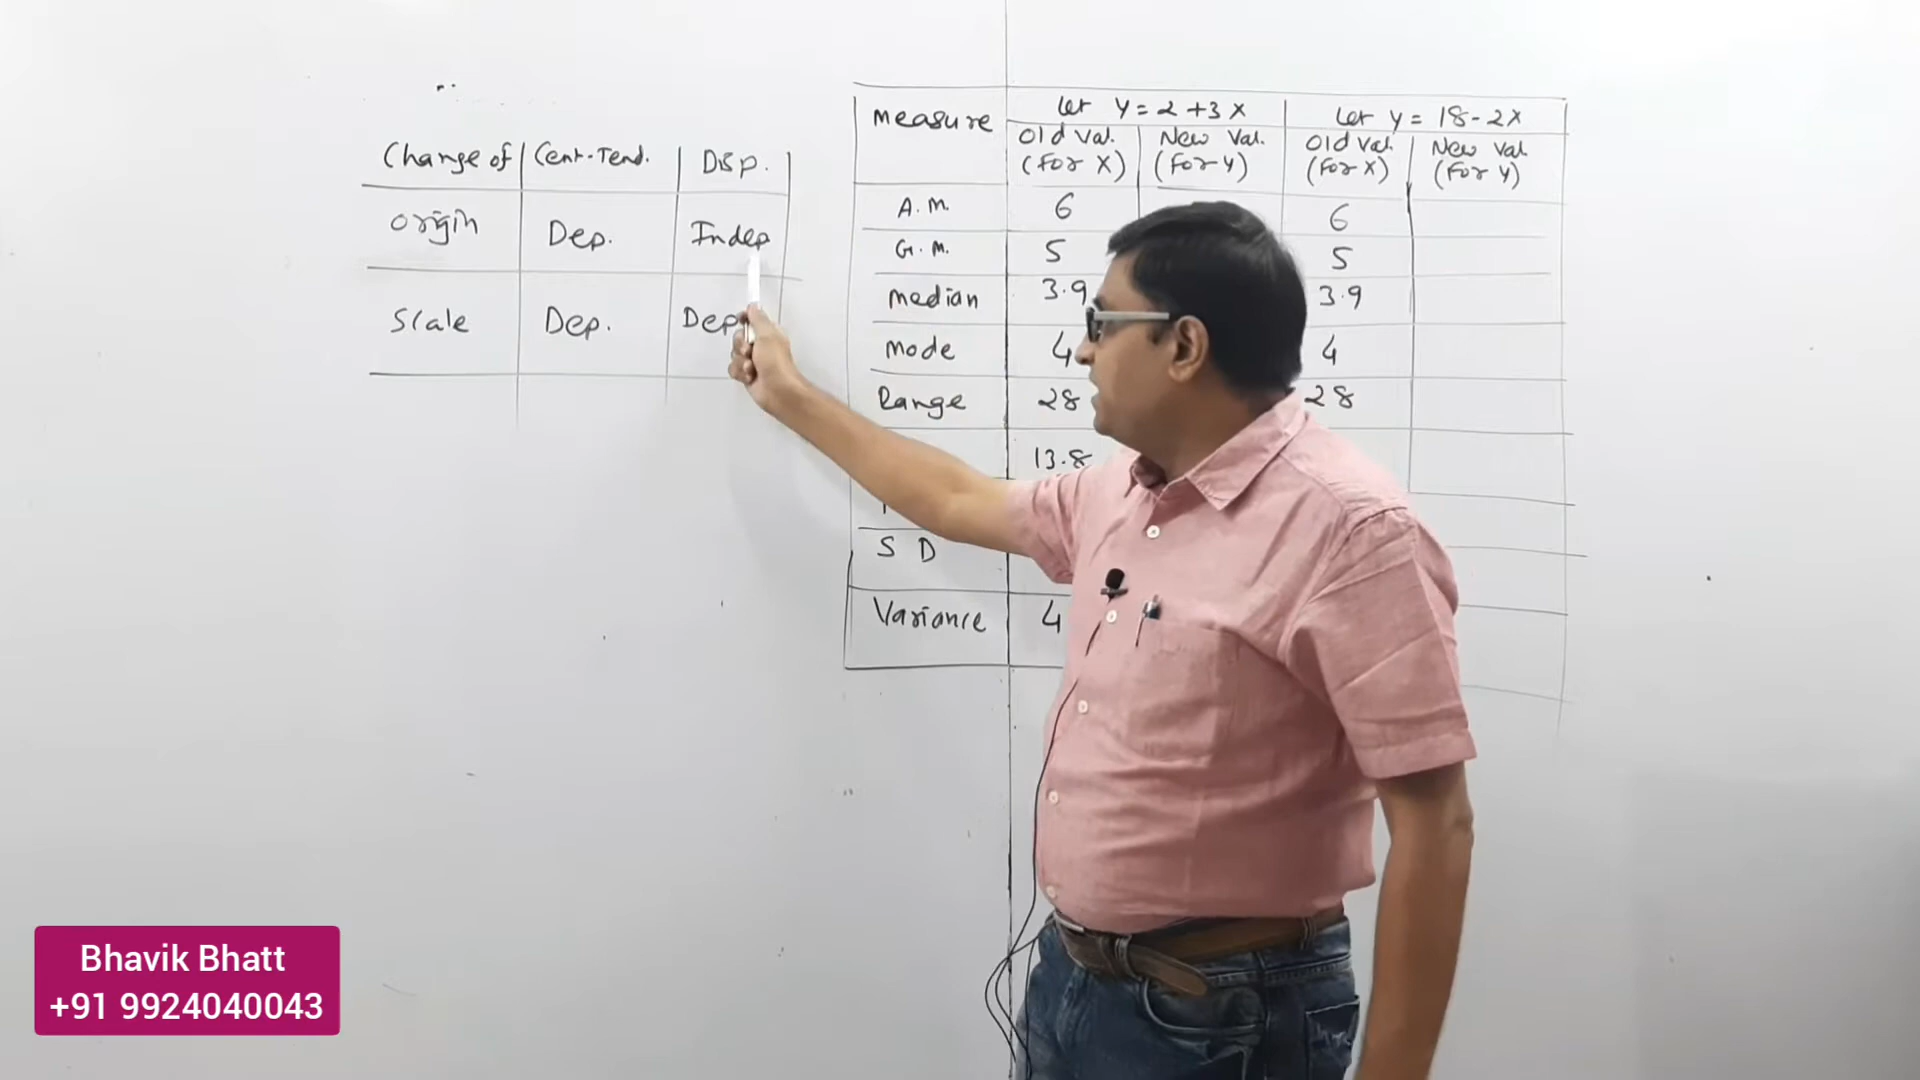 Change of Cent. Tend. Disp.
Origin Dep. Indep
Scale Dep. Dep
Measure Let Y = 2 + 3X Let Y = 18 - 2X
Old Val. (For X) New Val. (For Y) Old Val (For X) New Val (For Y)
A.M. 6 6
G.M. 5 5
Median 3.9 3.9
Mode 4 4
Range 28 28
13.8
S D
Variance 4
Bhavik Bhatt
+91 9924040043